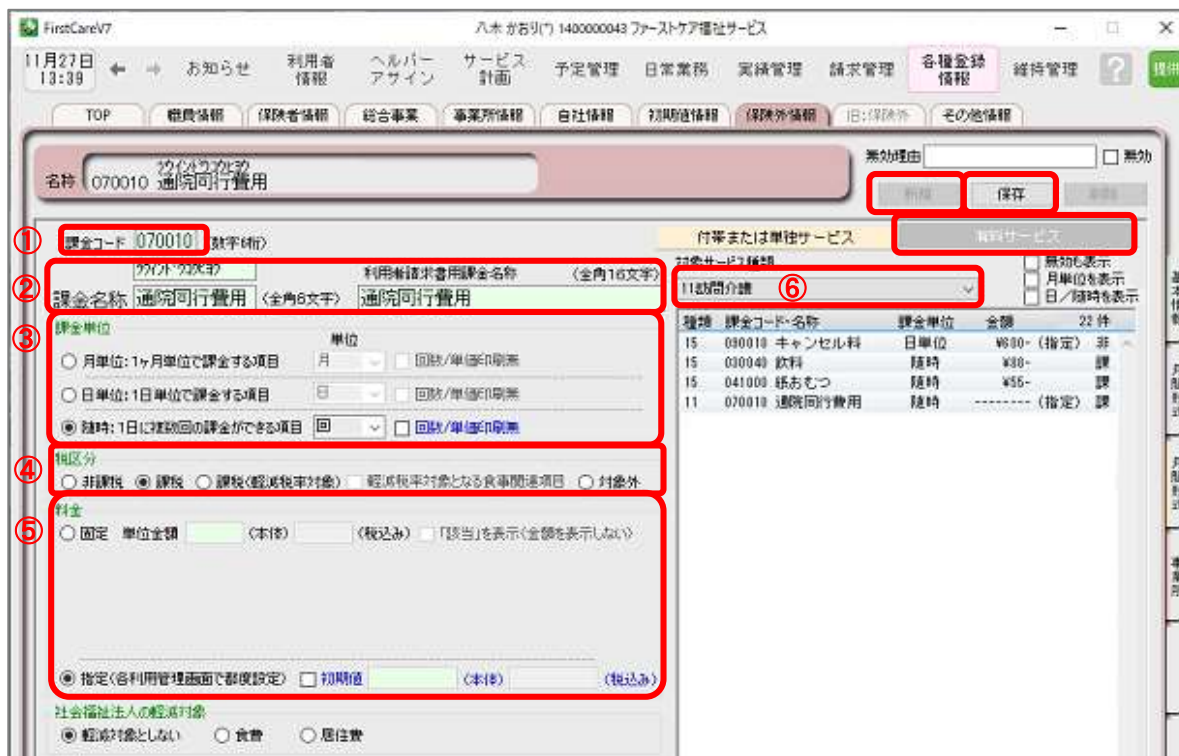 FirstCareV7
八木 かおり(*) 1400000043 ファーストケア福祉サービス
11月27日
13:39
お知らせ
利用者
情報
ヘルパー
アサイン
サービス
計画
予定管理
日常業務
実績管理
請求管理
各種登録
情報
維持管理
?
提供
TOP
職員情報
保険者情報
総合事業
事業所情報
自社情報
初期値情報
保険外情報
旧:保険外
その他情報
無効理由
無効
名称 070010 通院同行費用
新規
保存
削除
① 課金コード 070010 (数字6桁)
付帯または単独サービス
有料サービス
② 利用者請求書用課金名称 (全角16文字)
課金名称 通院同行費用 (全角6文字) 通院同行費用
対象サービス種類
無効も表示
月単位を表示
日/随時を表示
11訪問介護 ⑥
③ 課金単位
単位
月単位:1ヶ月単位で課金する項目 月 回数/単価印刷無
日単位:1日単位で課金する項目 日 回数/単価印刷無
随時:1日に複数回の課金ができる項目 回 回数/単価印刷無
種類 課金コード・名称 課金単位 金額 22 件
15 090010 キャンセル料 日単位 ¥600- (指定) 非
15 030040 飲料 随時 ¥80- 課
15 041000 紙おむつ 随時 ¥55- 課
11 070010 通院同行費用 随時 -------- (指定) 課
④ 税区分
非課税 課税 課税(軽減税率対象) 軽減税率対象となる食事関連項目 対象外
⑤ 料金
固定 単位金額 (本体) (税込み) 「該当」を表示(金額を表示しない)
指定(各利用管理画面で都度設定) 初期値 (本体) (税込み)
社会福祉法人の軽減対象
軽減対象としない 食費 居住費